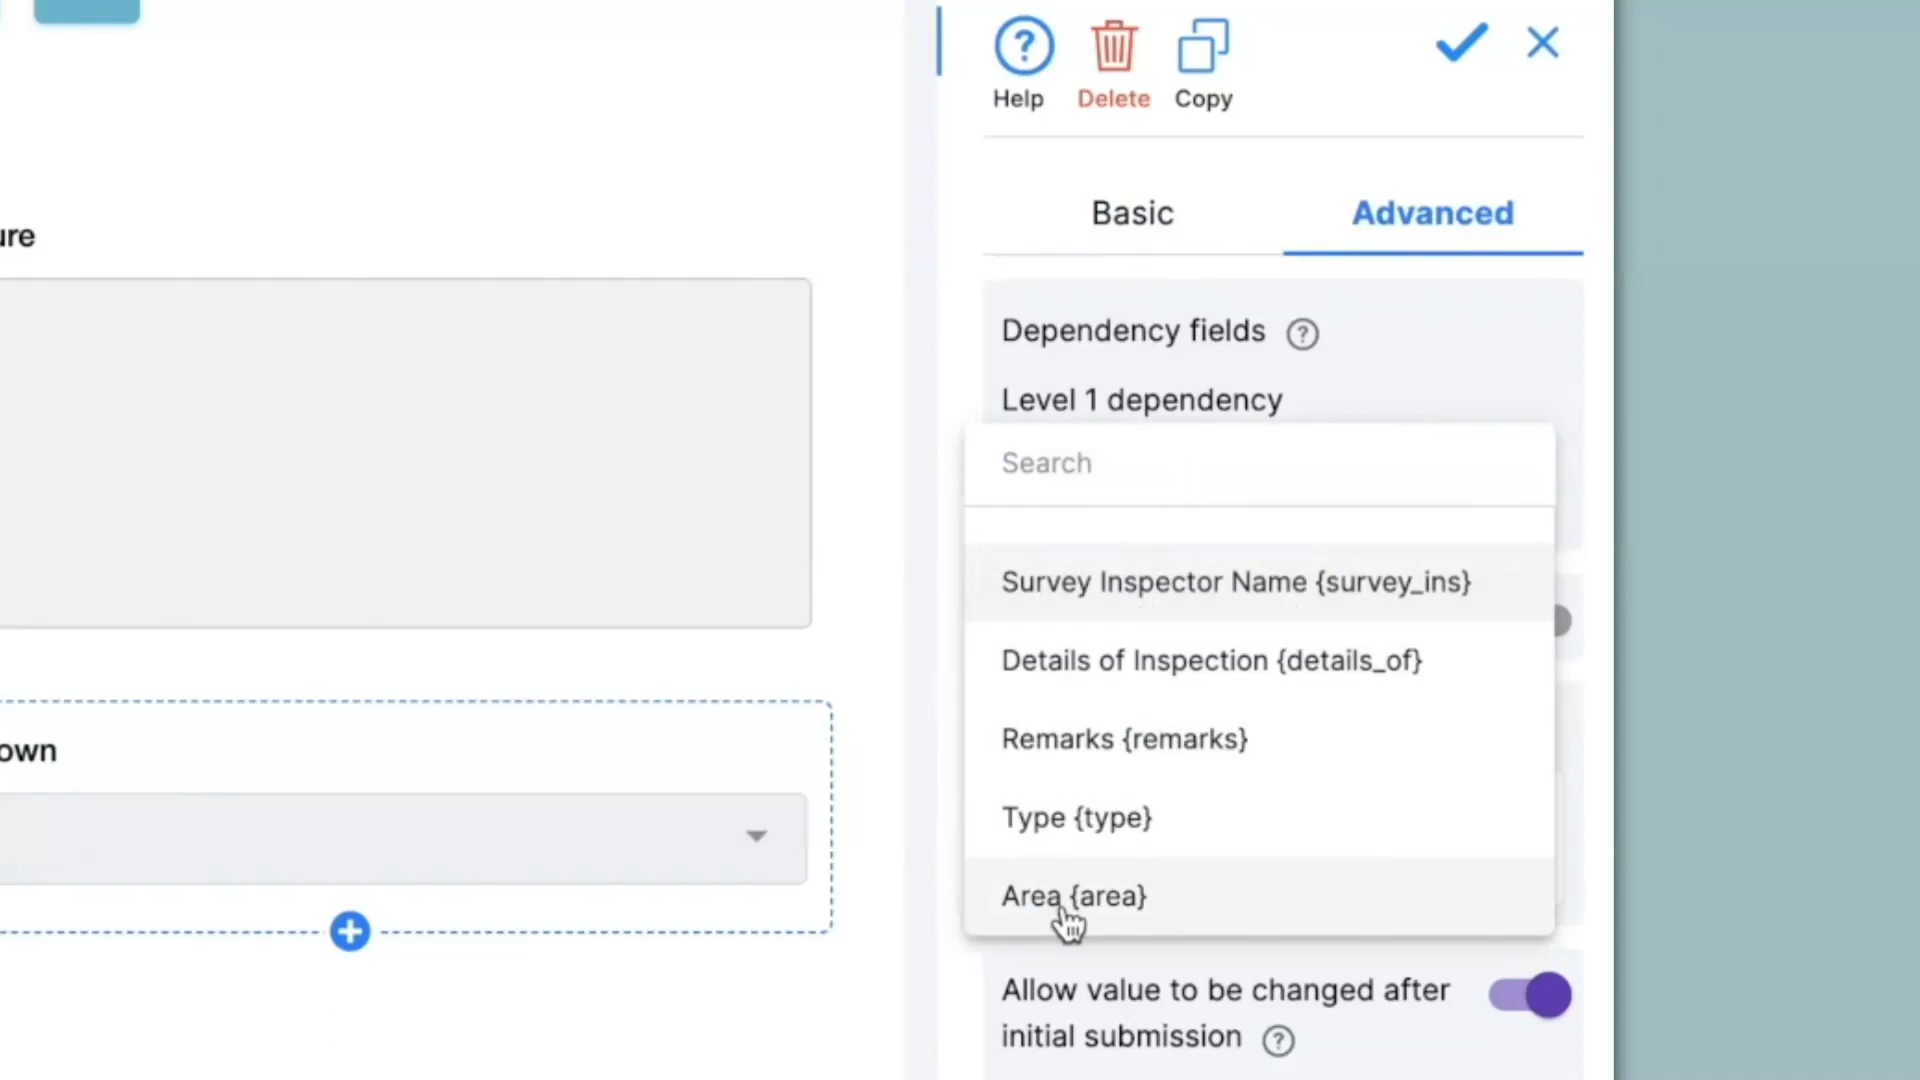 Help Delete Copy
Basic Advanced
ure
Dependency fields ?
Level 1 dependency
Search
Survey Inspector Name {survey_ins}
Details of Inspection {details_of}
Remarks {remarks}
own
Type {type}
Area {area}
Allow value to be changed after
initial submission ?